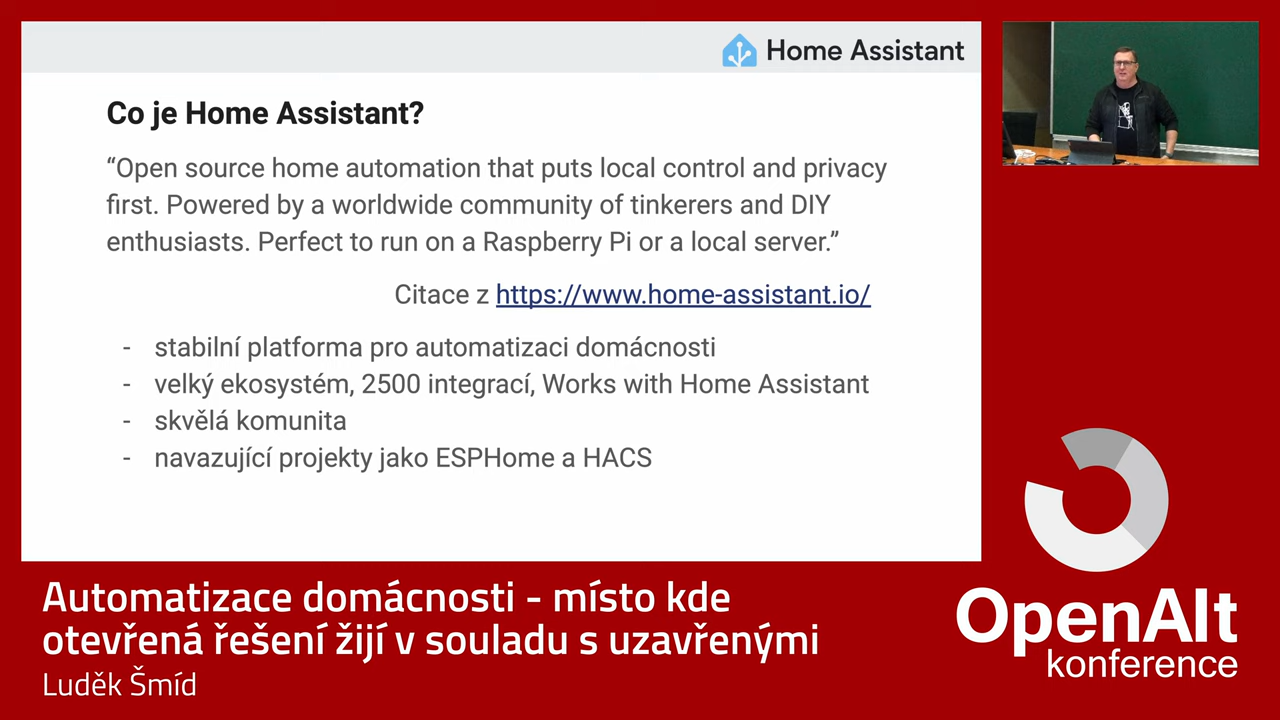 Home Assistant
Co je Home Assistant?
“Open source home automation that puts local control and privacy
first. Powered by a worldwide community of tinkerers and DIY
enthusiasts. Perfect to run on a Raspberry Pi or a local server.”
Citace z https://www.home-assistant.io/
- stabilní platforma pro automatizaci domácnosti
- velký ekosystém, 2500 integrací, Works with Home Assistant
- skvělá komunita
- navazující projekty jako ESPHome a HACS
Automatizace domácnosti - místo kde
otevřená řešení žijí v souladu s uzavřenými
Luděk Šmíd
OpenAlt
konference